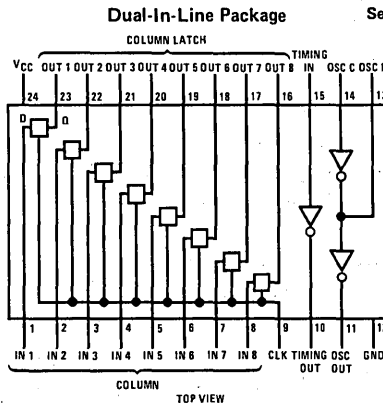 Dual-In-Line Package Se
COLUMN LATCH
TIMING
VCC OUT 1 OUT 2 OUT 3 OUT 4 OUT 5 OUT 6 OUT 7 OUT 8 IN OSC C OSC
24 23 22 21 20 19 18 17 16 15 14
D Q
1 2 3 4 5 6 7 8 9 10 11
IN 1 IN 2 IN 3 IN 4 IN 5 IN 6 IN 7 IN 8 CLK TIMING OSC GND
OUT OUT
COLUMN
TOP VIEW